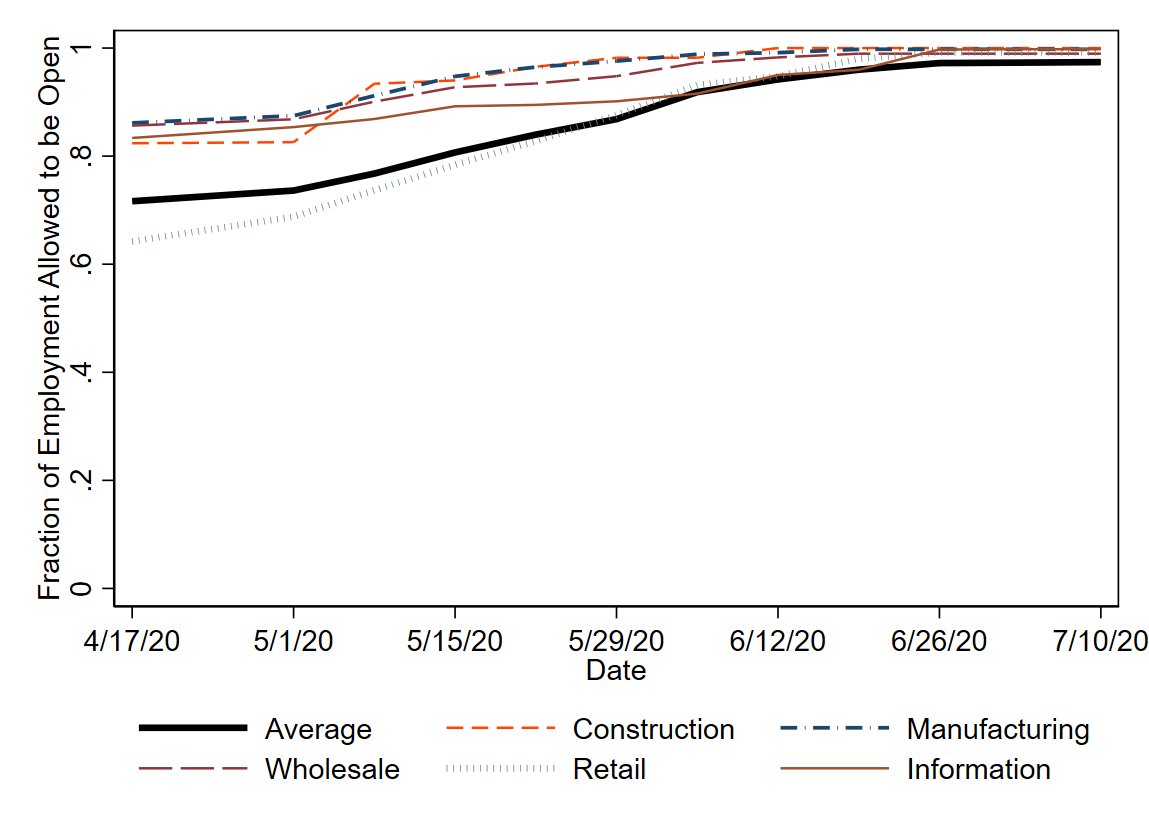 Fraction of Employment Allowed to be Open
1
.8
.6
.4
.2
0
4/17/20 5/1/20 5/15/20 5/29/20 6/12/20 6/26/20 7/10/20
Date
Average Construction Manufacturing
Wholesale Retail Information